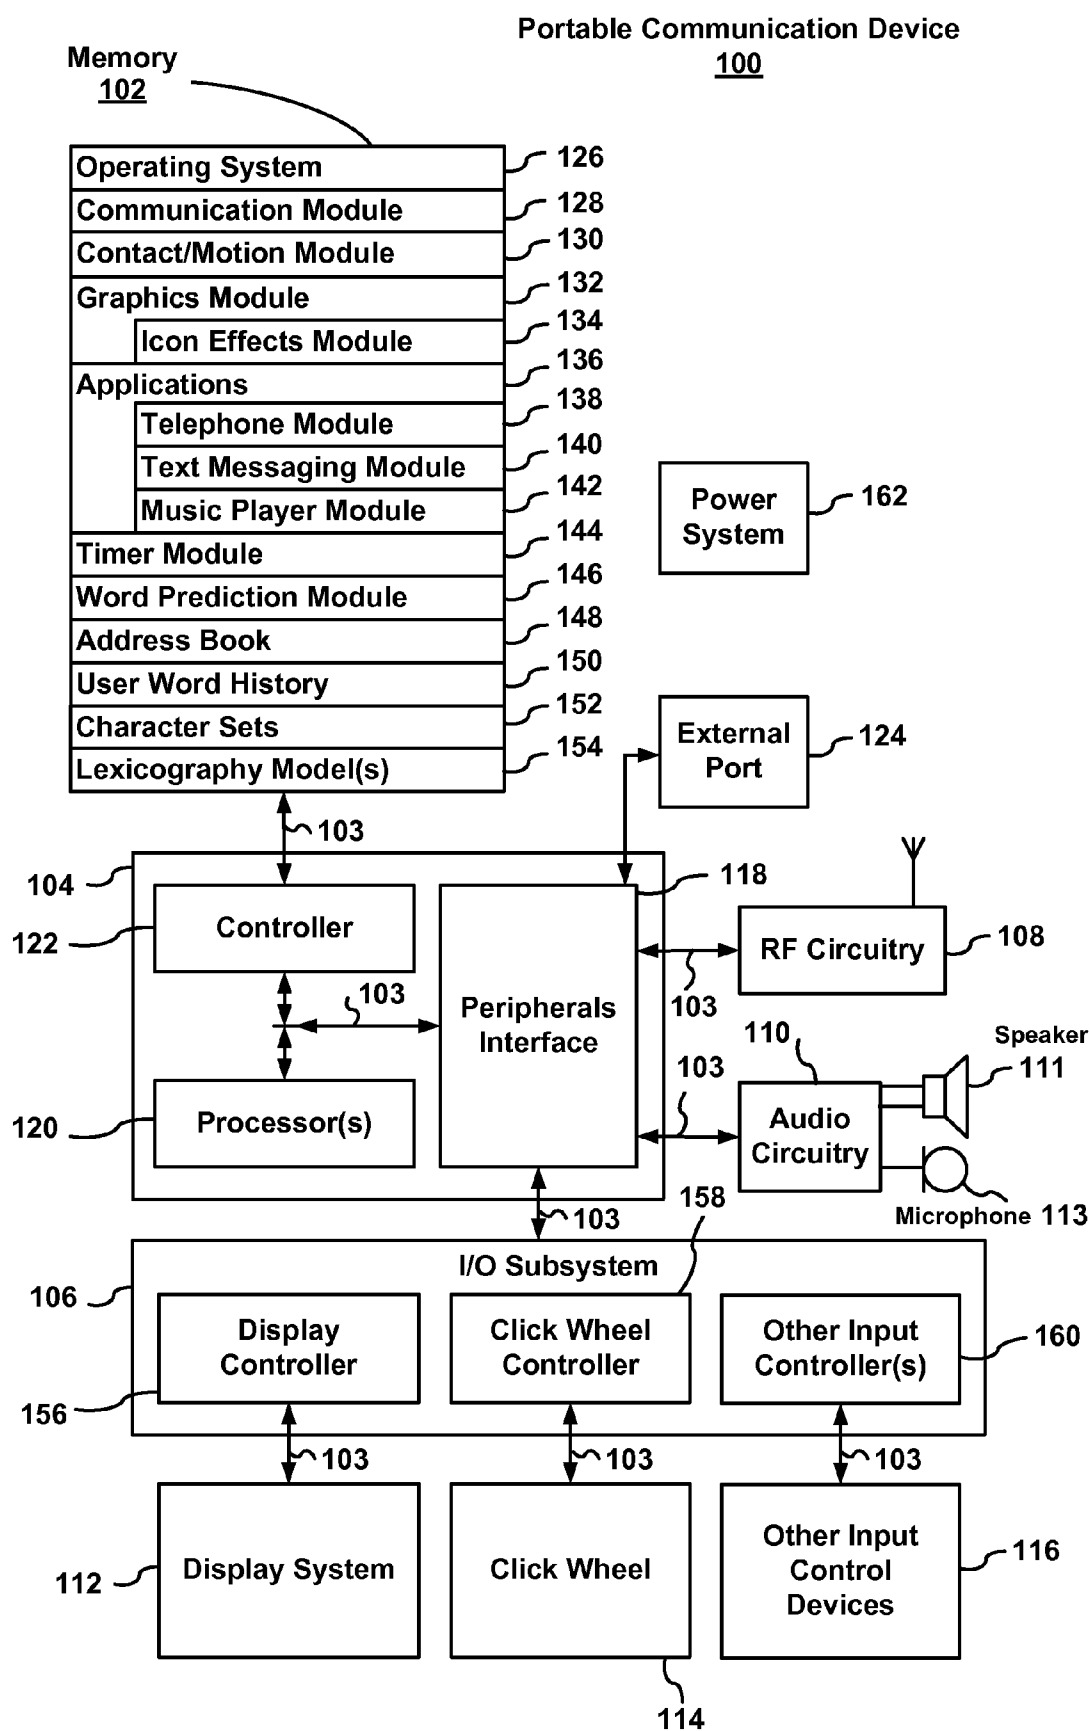 Portable Communication Device
100
Memory
102
Operating System
126
Communication Module
128
Contact/Motion Module
130
Graphics Module
132
Icon Effects Module
134
Applications
136
Telephone Module
138
Text Messaging Module
140
Music Player Module
142
Timer Module
144
Word Prediction Module
146
Address Book
148
User Word History
150
Character Sets
152
Lexicography Model(s)
154
Power
System
162
External
Port
124
103
104
118
Controller
122
RF Circuitry
108
103
103
Peripherals
Interface
Processor(s)
120
103
110
Audio
Circuitry
Speaker
111
Microphone 113
103
158
I/O Subsystem
106
Display
Controller
156
Click Wheel
Controller
Other Input
Controller(s)
160
103
103
103
Display System
112
Click Wheel
114
Other Input
Control
Devices
116